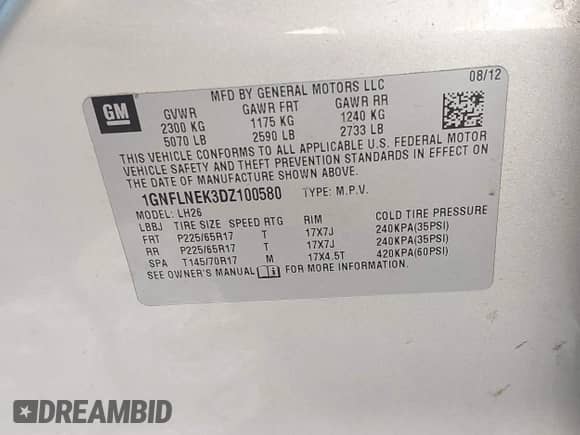 GM
MFD BY GENERAL MOTORS LLC 08/12
GVWR GAWR FRT GAWR RR
2300 KG 1175 KG 1240 KG
5070 LB 2590 LB 2733 LB
THIS VEHICLE CONFORMS TO ALL APPLICABLE U.S. FEDERAL MOTOR
VEHICLE SAFETY AND THEFT PREVENTION STANDARDS IN EFFECT ON
THE DATE OF MANUFACTURE SHOWN ABOVE.
1GNFLNEK3DZ100580 TYPE: M.P.V.
MODEL: LH26
LBBJ TIRE SIZE SPEED RTG RIM COLD TIRE PRESSURE
FRT P225/65R17 T 17X7J 240KPA(35PSI)
RR P225/65R17 T 17X7J 240KPA(35PSI)
SPA T145/70R17 M 17X4.5T 420KPA(60PSI)
SEE OWNER'S MANUAL FOR MORE INFORMATION.
DREAMBID